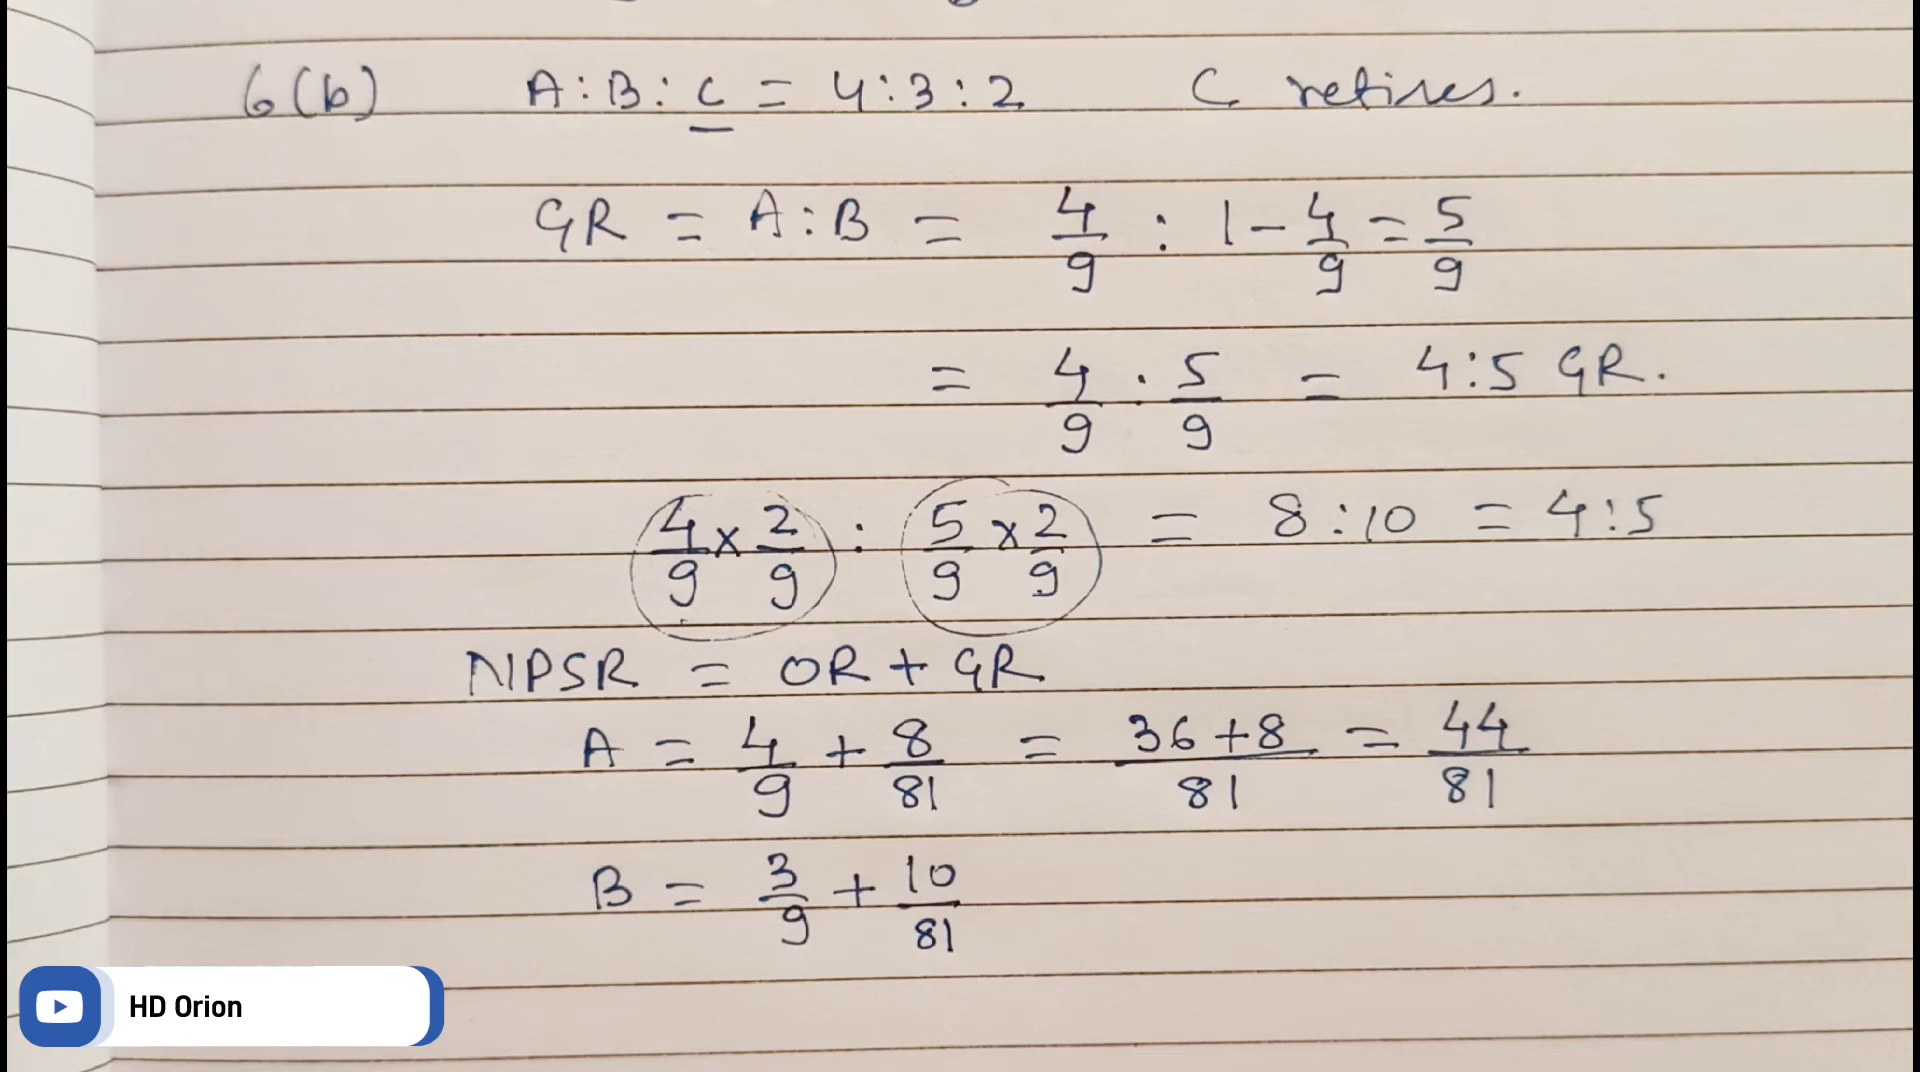 6(b) A:B:C = 4:3:2 C retires.
GR = A:B = 4/9 : 1 - 4/9 = 5/9
= 4/9 : 5/9 = 4:5 GR.
4/9 x 2/9 : 5/9 x 2/9 = 8:10 = 4:5
NPSR = OR + GR
A = 4/9 + 8/81 = 36+8/81 = 44/81
B = 3/9 + 10/81
HD Orion